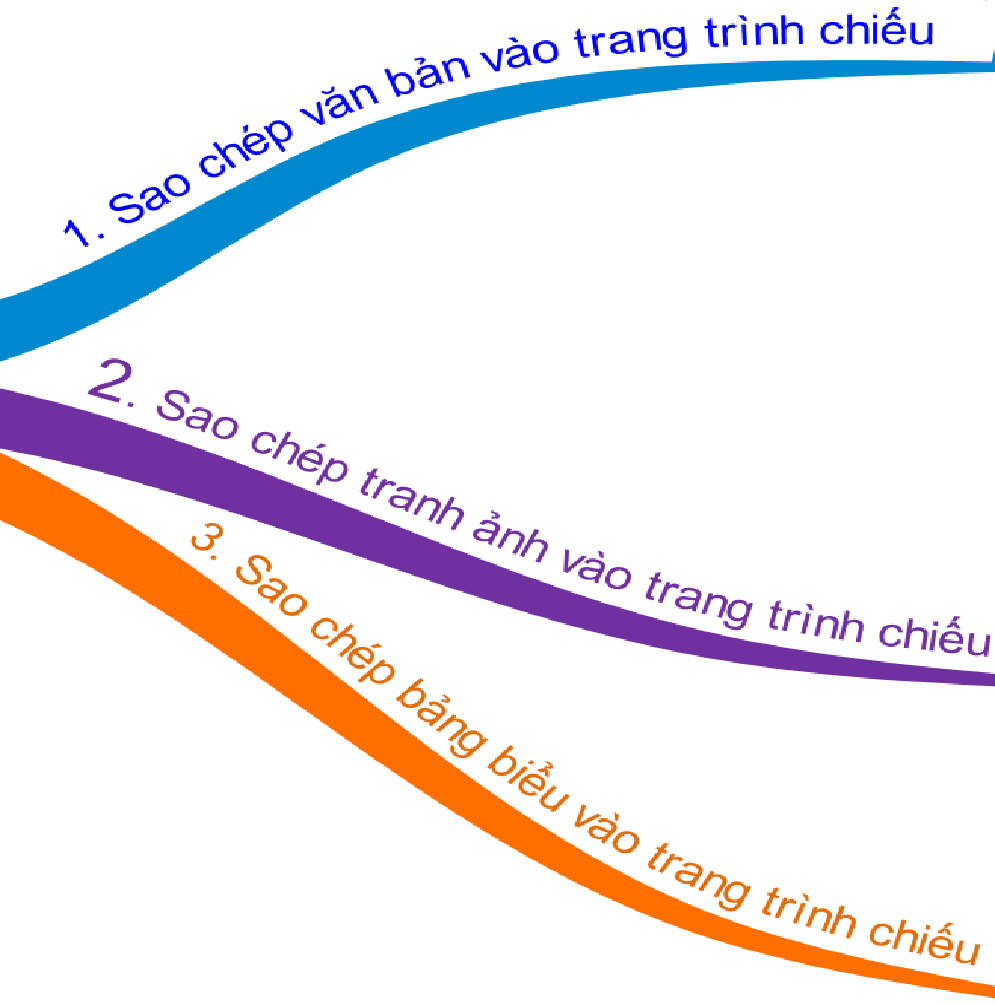 1. Sao chép văn bản vào trang trình chiếu
2. Sao chép tranh ảnh vào trang trình chiếu
3. Sao chép bảng biểu vào trang trình chiếu